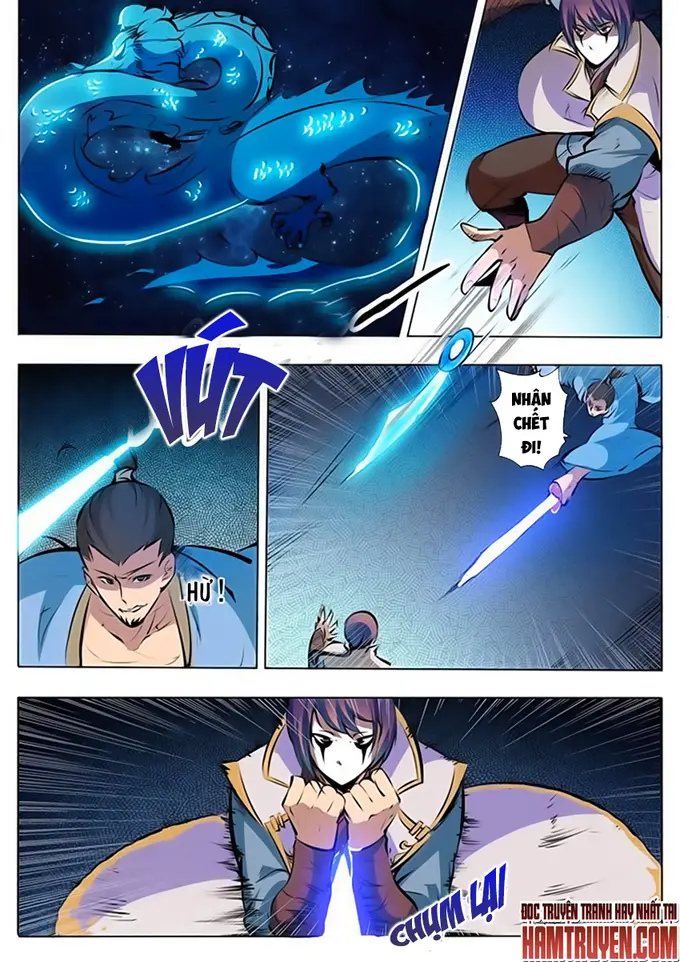 VÚT
NHẬN
CHẾT
ĐI!
HỪ!
CHỤM LẠI
ĐỌC TRUYỆN TRANH HAY NHẤT TẠI
HAMTRUYEN.COM